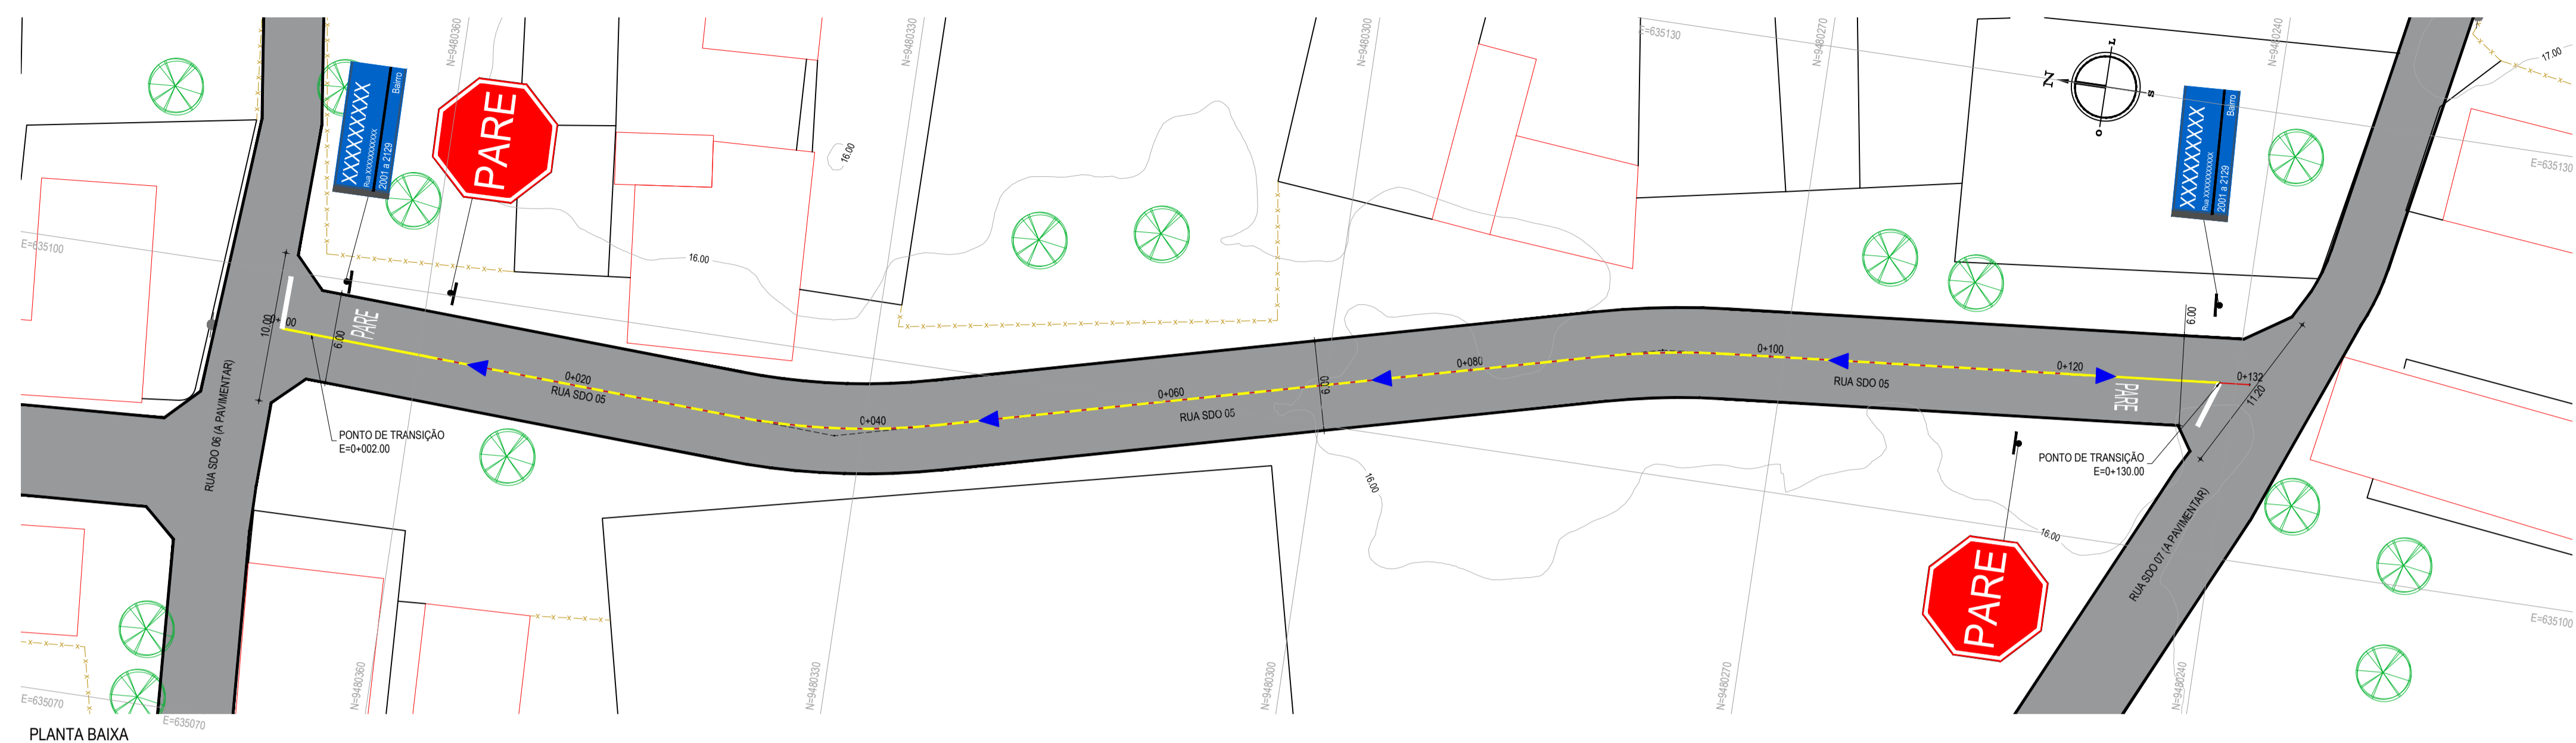 N=9480360
N=9480330
N=9480300
E=635130
N=9480270
N=9480240
17.00
XXXXXXXXX
Rua XXXXXXXXXXX
2001 a 2129
Bairro
PARE
16.00
L
N
S
O
XXXXXXXXX
Rua XXXXXXXXXXX
2001 a 2129
Bairro
E=635130
E=635100
16.00
10.00
6.00
PARE
0+020
RUA SDO 05
0+040
0+060
RUA SDO 05
6.00
0+080
0+100
RUA SDO 05
0+120
PARE
6.00
0+132
11.20
RUA SDO 06 (A PAVIMENTAR)
PONTO DE TRANSIÇÃO
E=0+002.00
16.00
PONTO DE TRANSIÇÃO
E=0+130.00
16.00
PARE
RUA SDO 07 (A PAVIMENTAR)
E=635100
E=635070
E=635070
N=9480360
N=9480330
N=9480300
N=9480270
N=9480240
PLANTA BAIXA